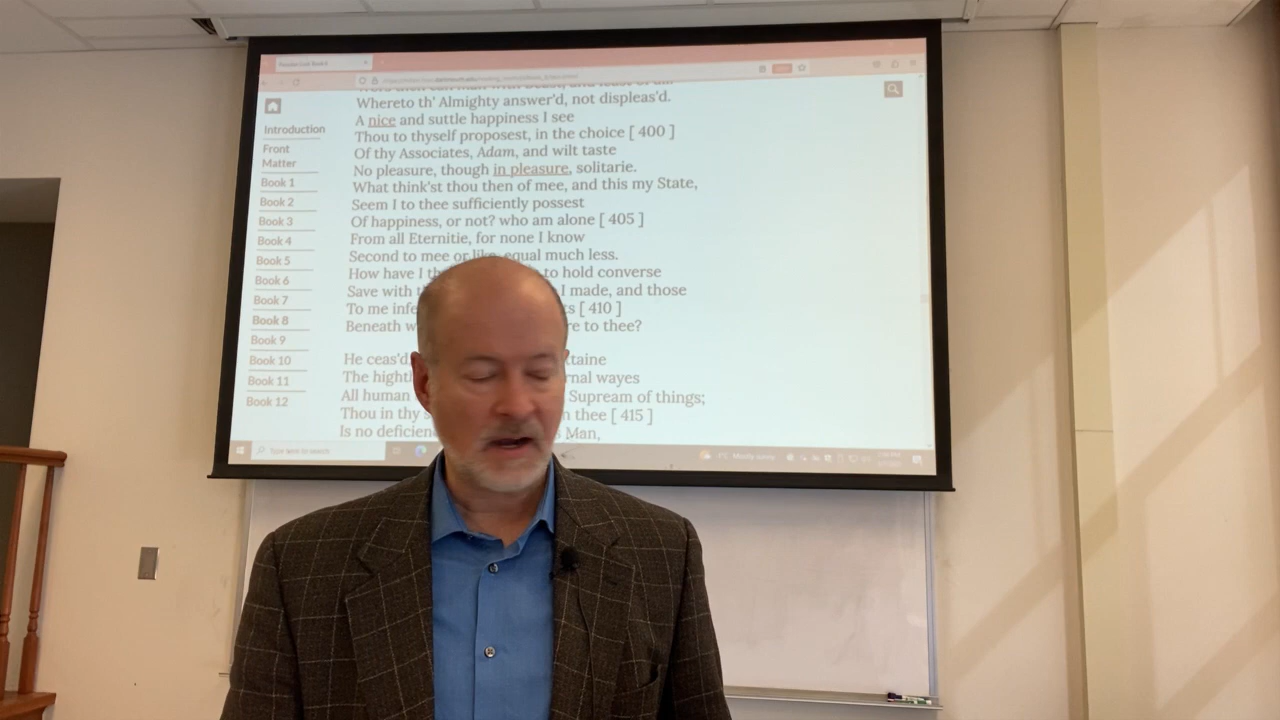 Whereto th' Almighty answer'd, not displeas'd.
A nice and suttle happiness I see
Thou to thyself proposest, in the choice [ 400 ]
Of thy Associates, Adam, and wilt taste
No pleasure, though in pleasure, solitarie.
What think'st thou then of mee, and this my State,
Seem I to thee sufficiently possest
Of happiness, or not? who am alone [ 405 ]
From all Eternitie, for none I know
Second to mee or like, equal much less.
How have I to hold converse
Save with I made, and those
To me [ 410 ]
Beneath to thee?
He ceas'd
The wayes
All human Supream of things;
Thou in thy thee [ 415 ]
Is no Man,
Introduction
Front
Matter
Book 1
Book 2
Book 3
Book 4
Book 5
Book 6
Book 7
Book 8
Book 9
Book 10
Book 11
Book 12
Type here to search
Mostly sunny